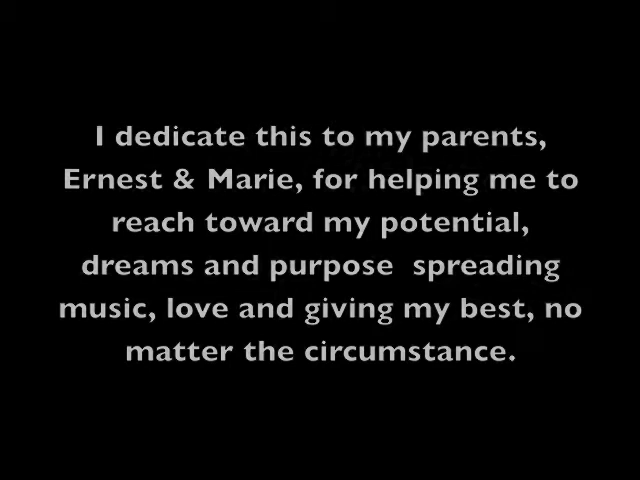 I dedicate this to my parents,
Ernest & Marie, for helping me to
reach toward my potential,
dreams and purpose  spreading
music, love and giving my best, no
matter the circumstance.